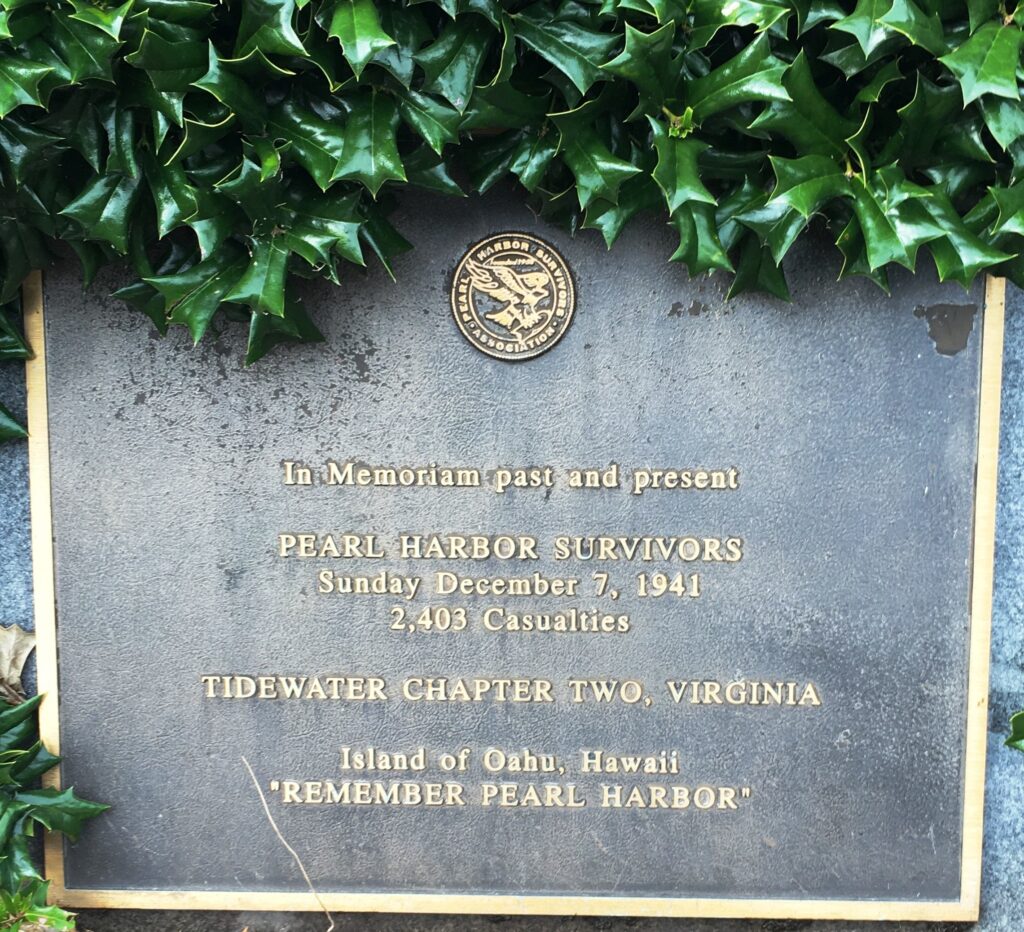 PEARL HARBOR SURVIVORS
ASSOCIATION
In Memoriam past and present
PEARL HARBOR SURVIVORS
Sunday December 7, 1941
2,403 Casualties
TIDEWATER CHAPTER TWO, VIRGINIA
Island of Oahu, Hawaii
"REMEMBER PEARL HARBOR"